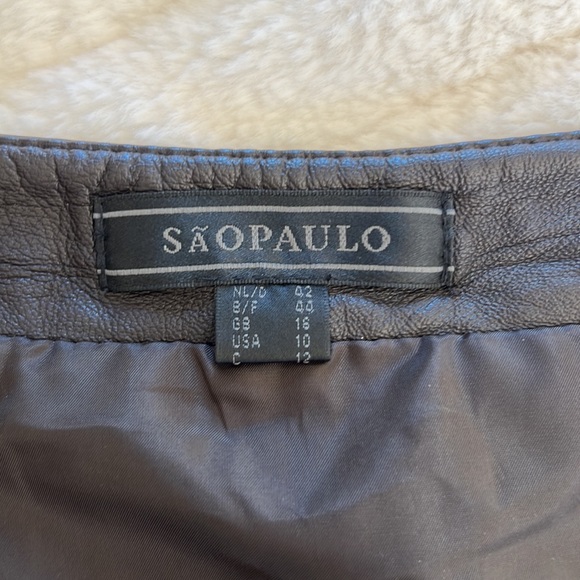 SãOPAULO
NL/D 42
B/F 44
GB 16
USA 10
C 12